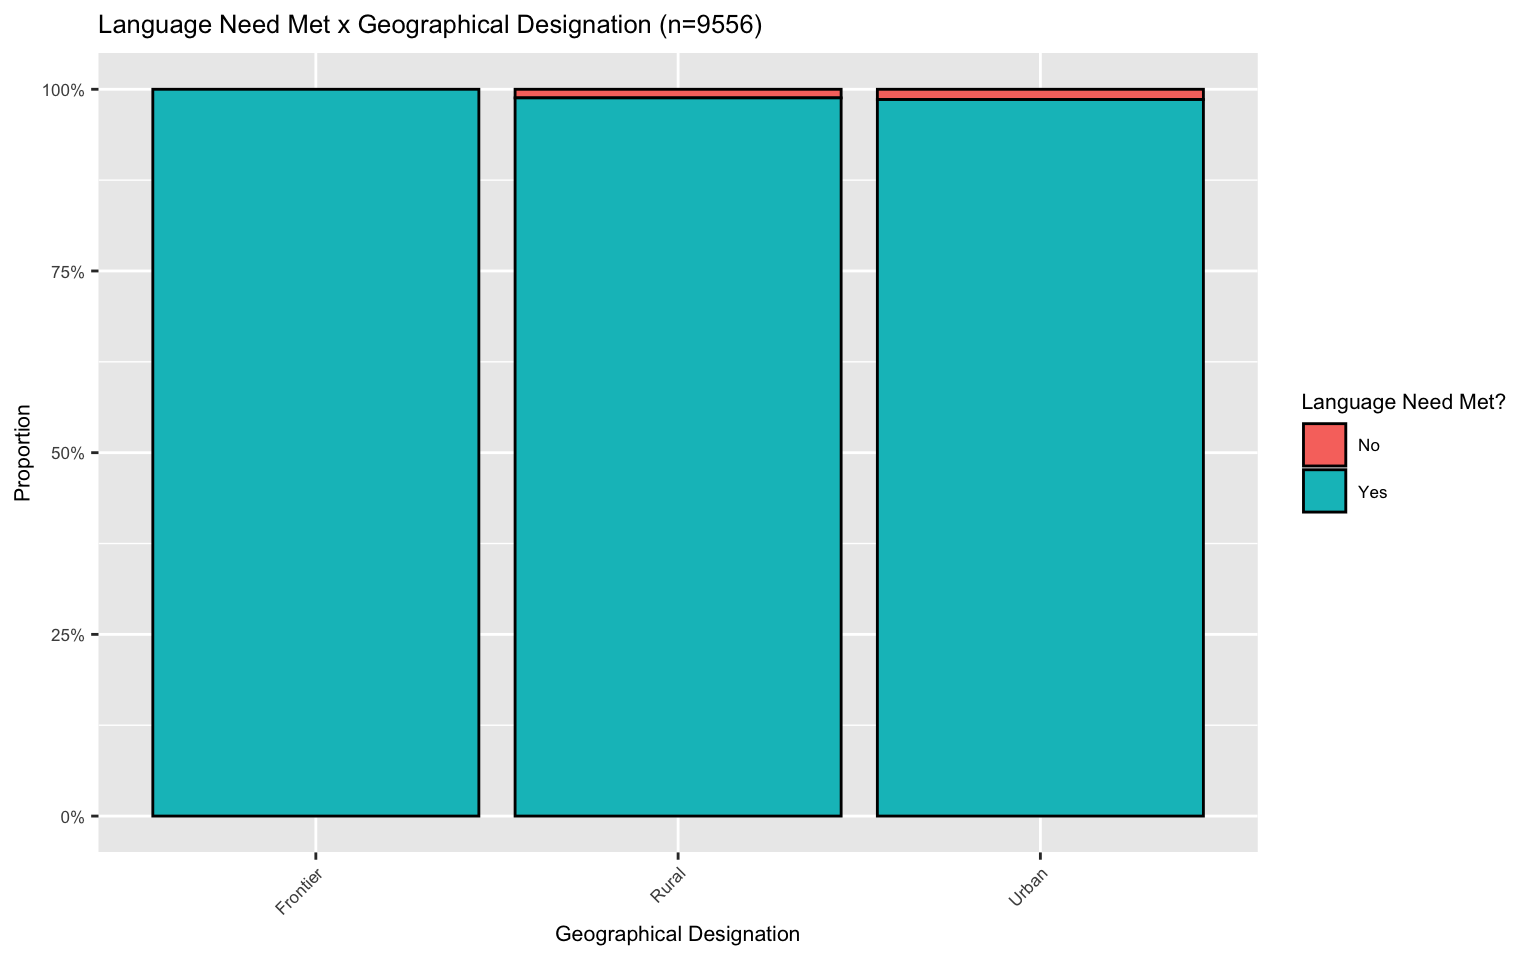 Language Need Met x Geographical Designation (n=9556)
100%
75%
50%
25%
0%
Proportion
Frontier
Rural
Urban
Geographical Designation
Language Need Met?
No
Yes